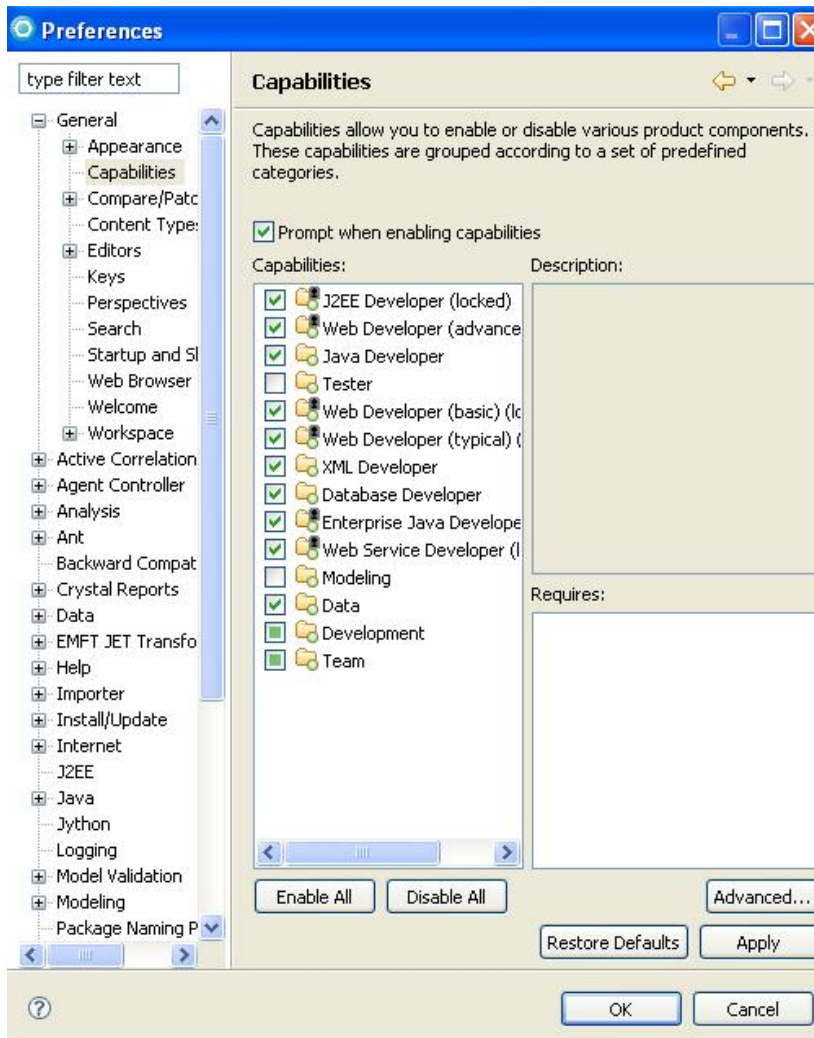 Preferences
type filter text
General
Appearance
Capabilities
Compare/Patc
Content Type:
Editors
Keys
Perspectives
Search
Startup and Sl
Web Browser
Welcome
Workspace
Active Correlation
Agent Controller
Analysis
Ant
Backward Compat
Crystal Reports
Data
EMFT JET Transfo
Help
Importer
Install/Update
Internet
J2EE
Java
Jython
Logging
Model Validation
Modeling
Package Naming P
Capabilities
Capabilities allow you to enable or disable various product components.
These capabilities are grouped according to a set of predefined
categories.
Prompt when enabling capabilities
Capabilities:
J2EE Developer (locked)
Web Developer (advance
Java Developer
Tester
Web Developer (basic) (lc
Web Developer (typical) (
XML Developer
Database Developer
Enterprise Java Develope
Web Service Developer (l
Modeling
Data
Development
Team
Description:
Requires:
Enable All
Disable All
Advanced...
Restore Defaults
Apply
?
OK
Cancel